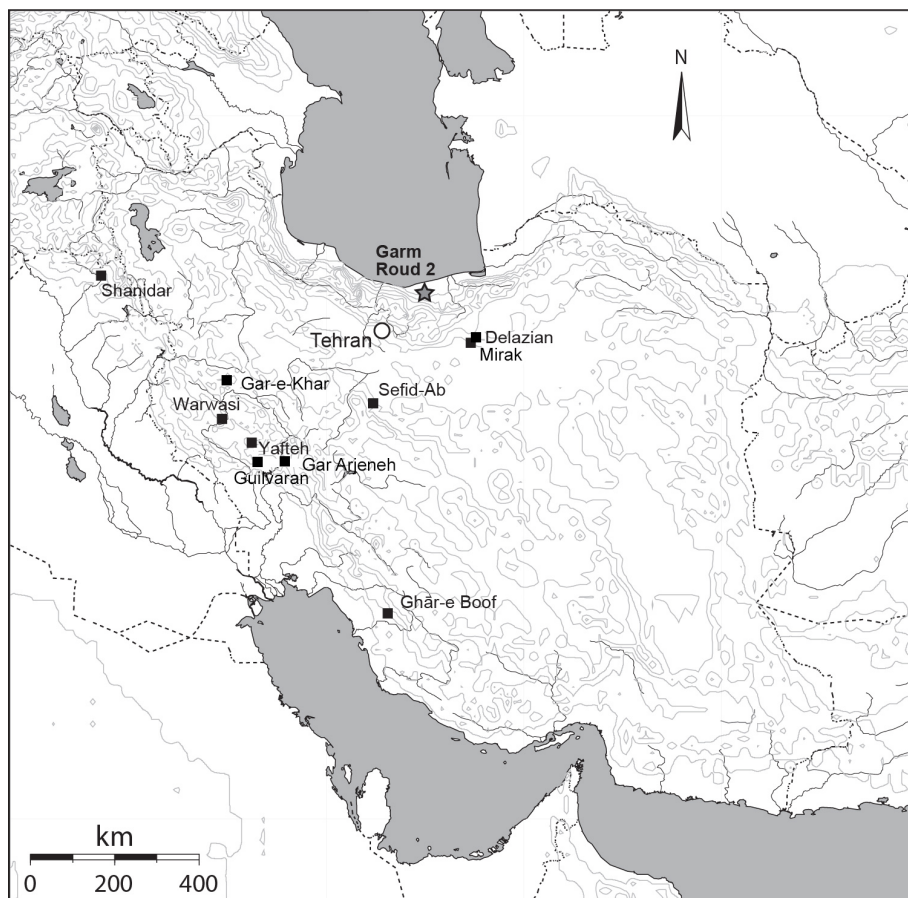 N
Garm
Roud 2
Shanidar
Tehran
Delazian
Mirak
Gar-e-Khar
Sefid-Ab
Warwasi
Yafteh
Gar Arjeneh
Guilvaran
Ghār-e Boof
km
0 200 400